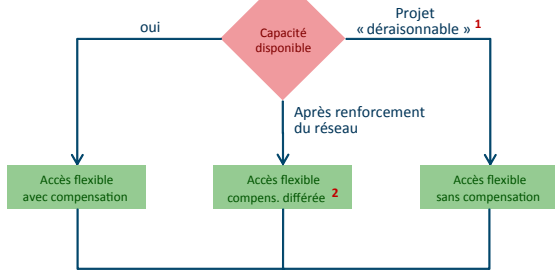 oui
Capacité
disponible
Projet
« déraisonnable » 1
Après renforcement
du réseau
Accès flexible
avec compensation
Accès flexible
compens. différée 2
Accès flexible
sans compensation